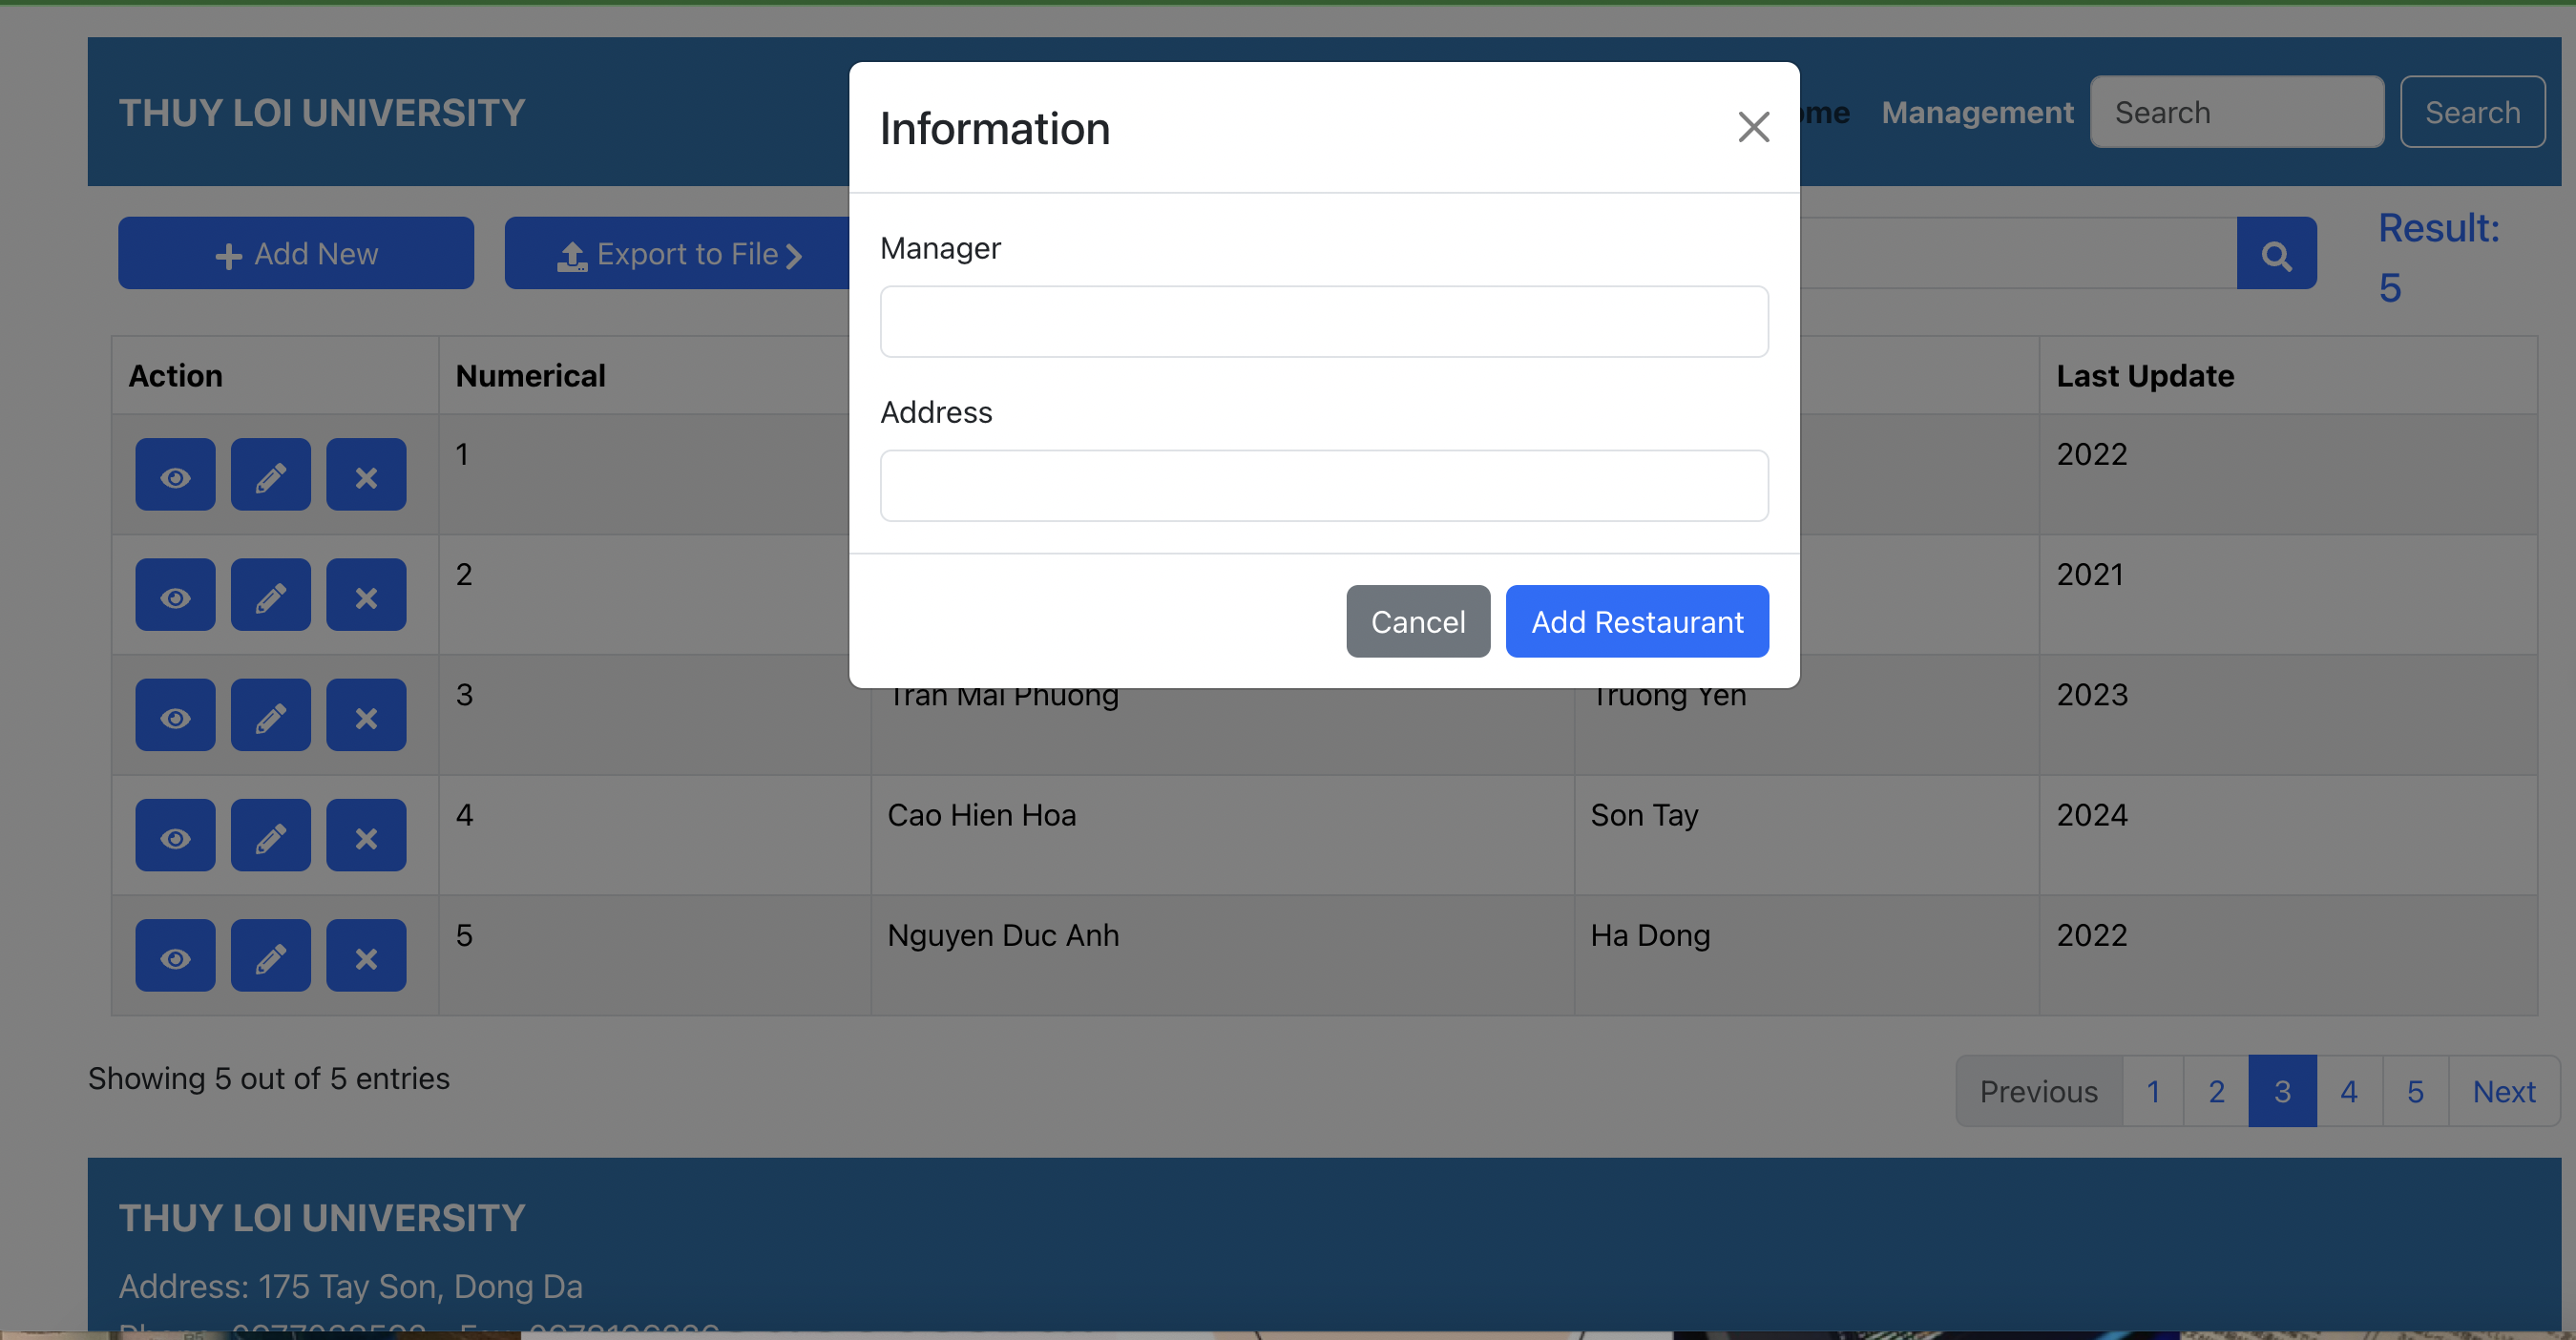 THUY LOI UNIVERSITY
Management
Search
Search
Information
Manager
Address
Cancel
Add Restaurant
Add New
Export to File
Result:
5
Action
Numerical
Last Update
1
2022
2
2021
3
Tran Mai Phuong
Truong Yen
2023
4
Cao Hien Hoa
Son Tay
2024
5
Nguyen Duc Anh
Ha Dong
2022
Showing 5 out of 5 entries
Previous
1
2
3
4
5
Next
THUY LOI UNIVERSITY
Address: 175 Tay Son, Dong Da